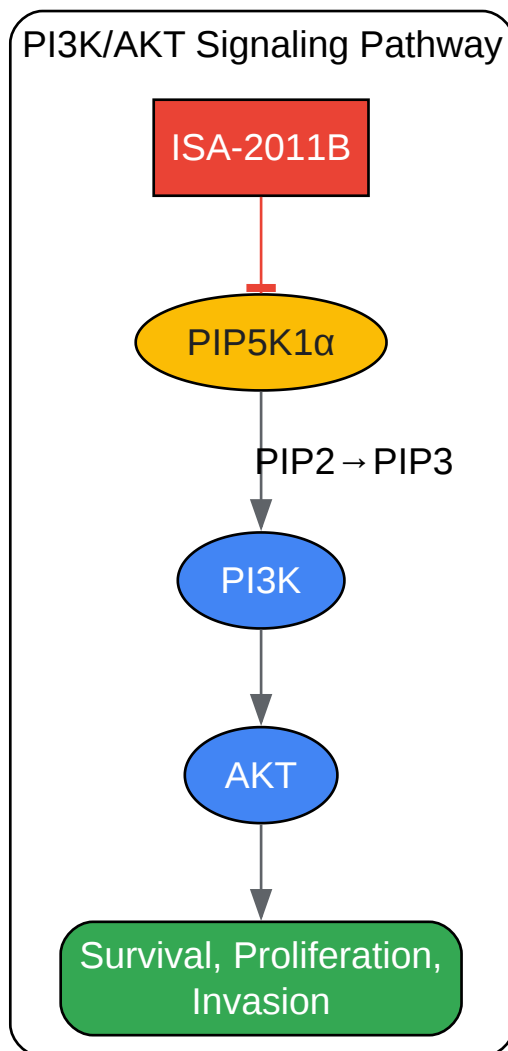 PI3K/AKT Signaling Pathway
ISA-2011B
PIP5K1α
PIP2→PIP3
PI3K
AKT
Survival, Proliferation,
Invasion